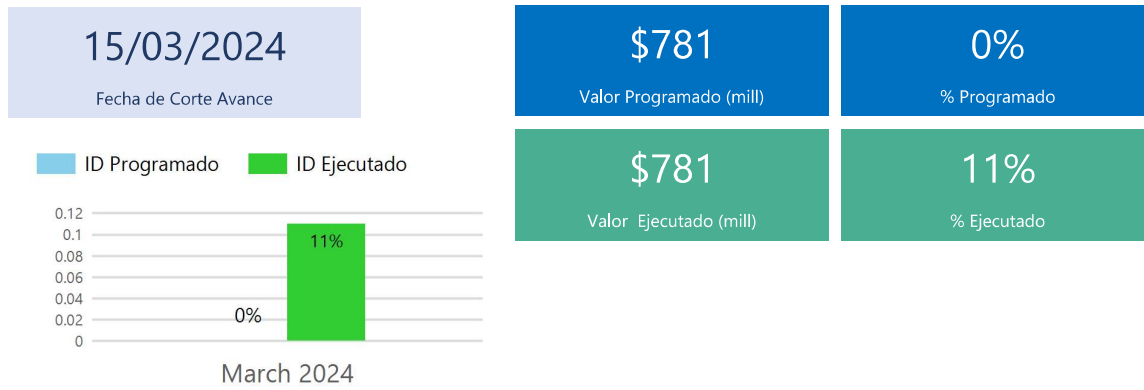 15/03/2024
Fecha de Corte Avance
$781
Valor Programado (mill)
0%
% Programado
$781
Valor  Ejecutado (mill)
11%
% Ejecutado
ID Programado
ID Ejecutado
0.12
0.1
0.08
0.06
0.04
0.02
0
11%
0%
March 2024